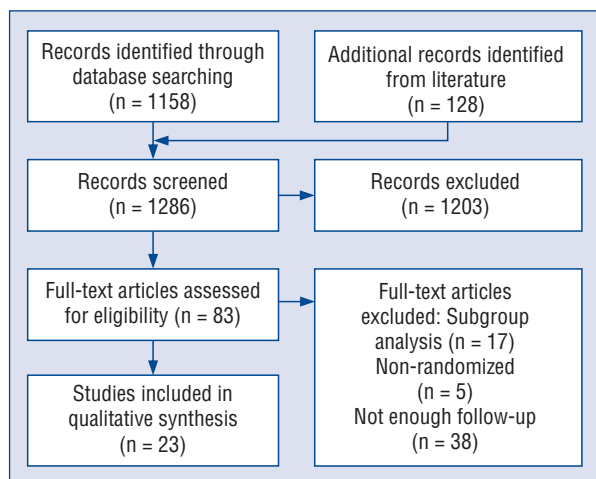 Records identified through
database searching
(n = 1158)
Additional records identified
from literature
(n = 128)
Records screened
(n = 1286)
Records excluded
(n = 1203)
Full-text articles assessed
for eligibility (n = 83)
Full-text articles
excluded: Subgroup
analysis (n = 17)
Non-randomized
(n = 5)
Not enough follow-up
(n = 38)
Studies included in
qualitative synthesis
(n = 23)